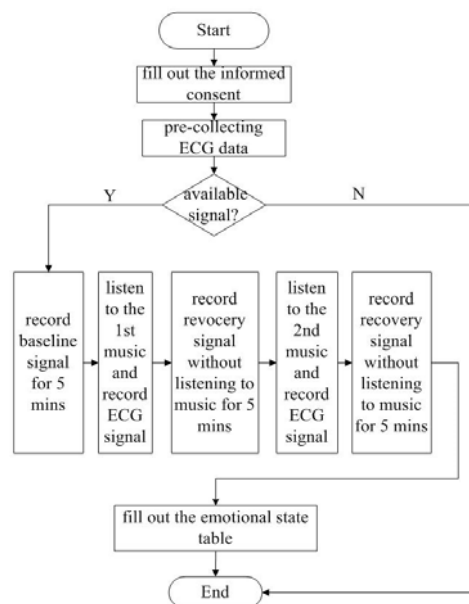 Start
fill out the informed
consent
pre-collecting
ECG data
available
signal?
Y
N
record
baseline
signal
for 5
mins
listen
to the
1st
music
and
record
ECG
signal
record
revocery
signal
without
listening to
music for 5
mins
listen
to the
2nd
music
and
record
ECG
signal
record
recovery
signal
without
listening
to music
for 5 mins
fill out the emotional state
table
End